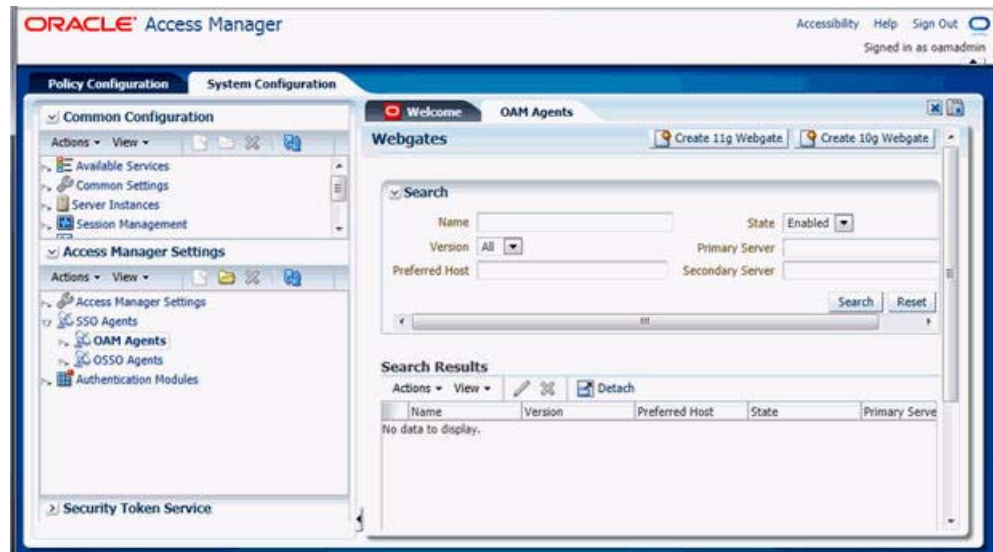 ORACLE Access Manager
Accessibility Help Sign Out
Signed in as oamadmin
Policy Configuration System Configuration
Common Configuration
Actions View
Available Services
Common Settings
Server Instances
Session Management
Access Manager Settings
Actions View
Access Manager Settings
SSO Agents
OAM Agents
OSSO Agents
Authentication Modules
Security Token Service
Welcome OAM Agents
Webgates Create 11g Webgate Create 10g Webgate
Search
Name State Enabled
Version All Primary Server
Preferred Host Secondary Server
Search Reset
Search Results
Actions View Detach
Name Version Preferred Host State Primary Serve
No data to display.